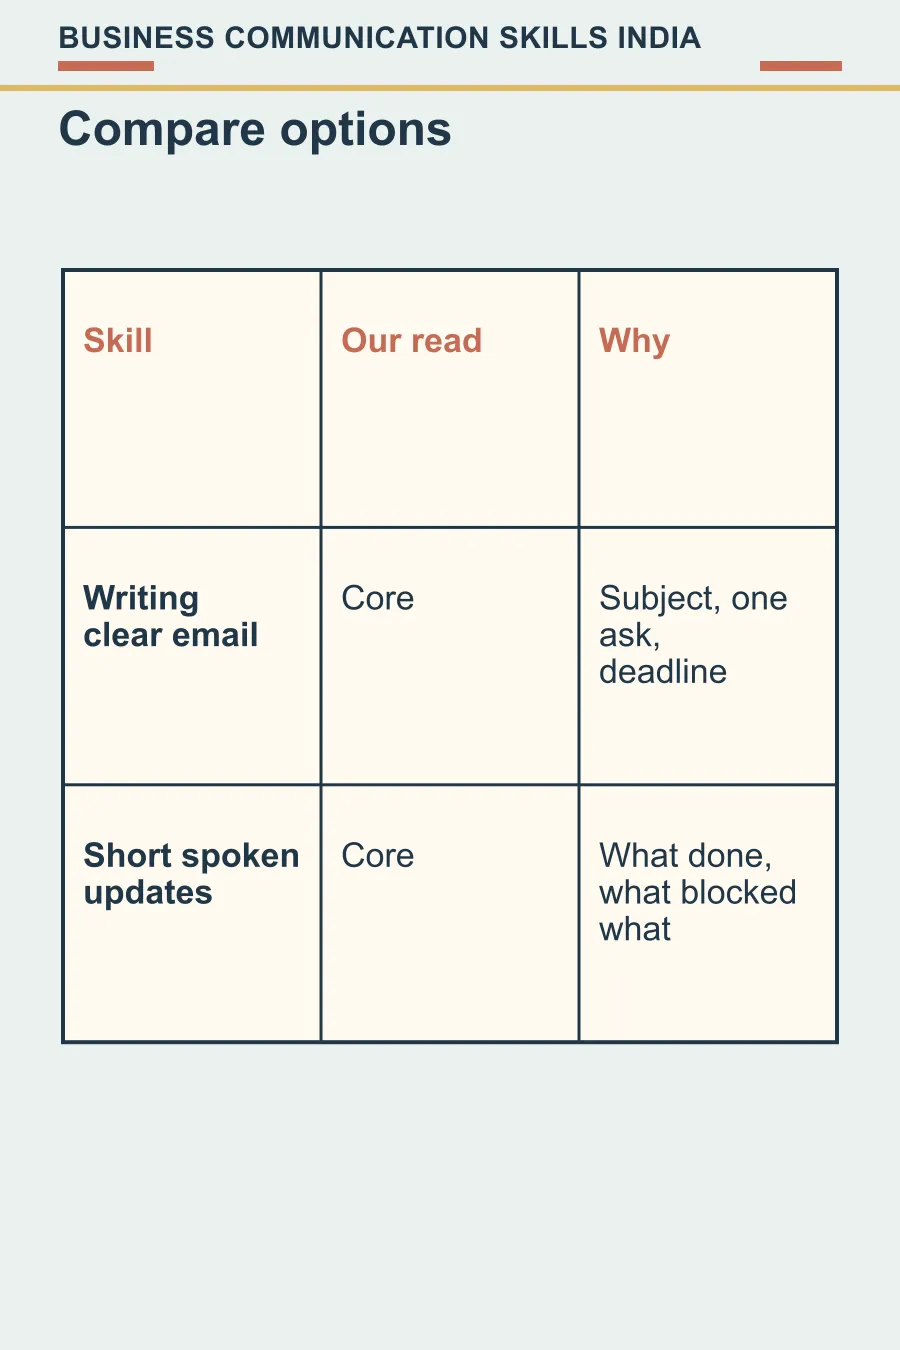 BUSINESS COMMUNICATION SKILLS INDIA
Compare options
Skill
Our read
Why
Writing
clear email
Core
Subject, one
ask,
deadline
Short spoken
updates
Core
What done,
what blocked
what